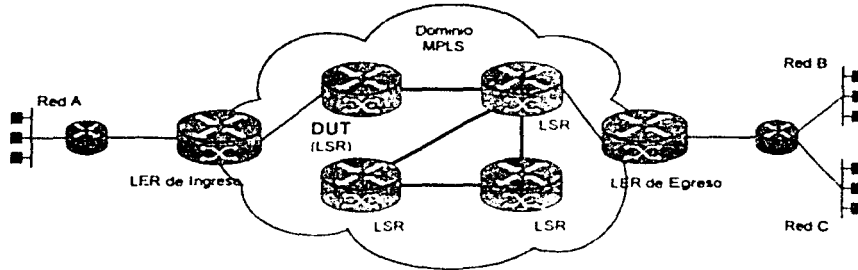 Dominio
MPLS
Red A
Red B
DUT
(LSR)
LSR
LER de Ingreso
LER de Egreso
LSR
LSR
Red C